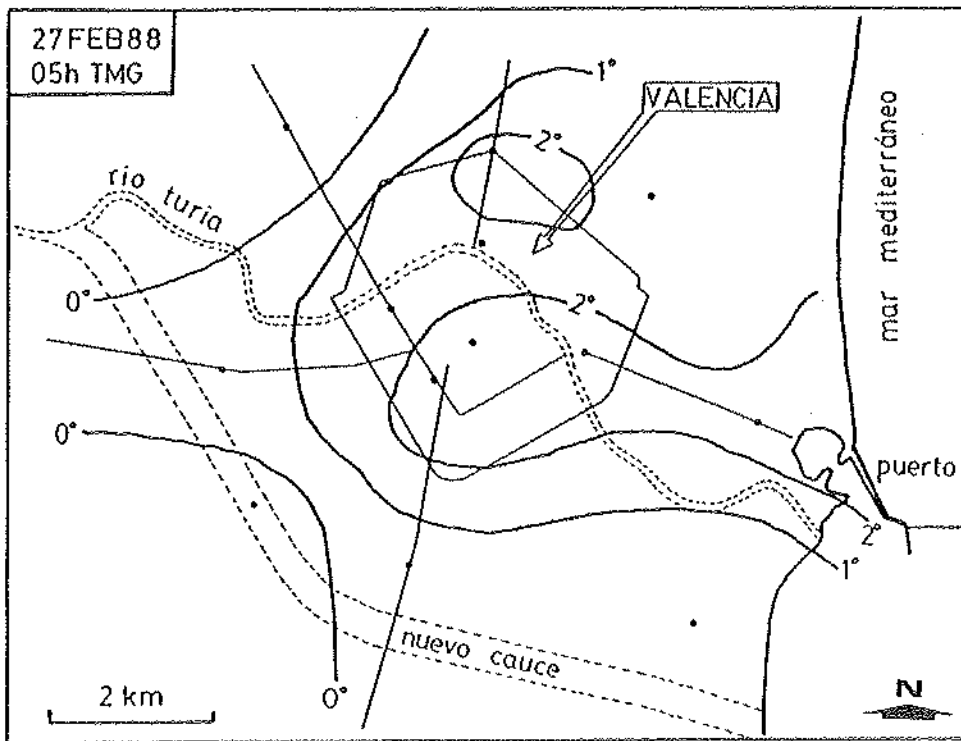 27FEB88
05h TMG
1°
VALENCIA
2°
mar mediterráneo
río
turia
0°
2°
0°
puerto
2°
1°
nuevo cauce
0°
2 km
N